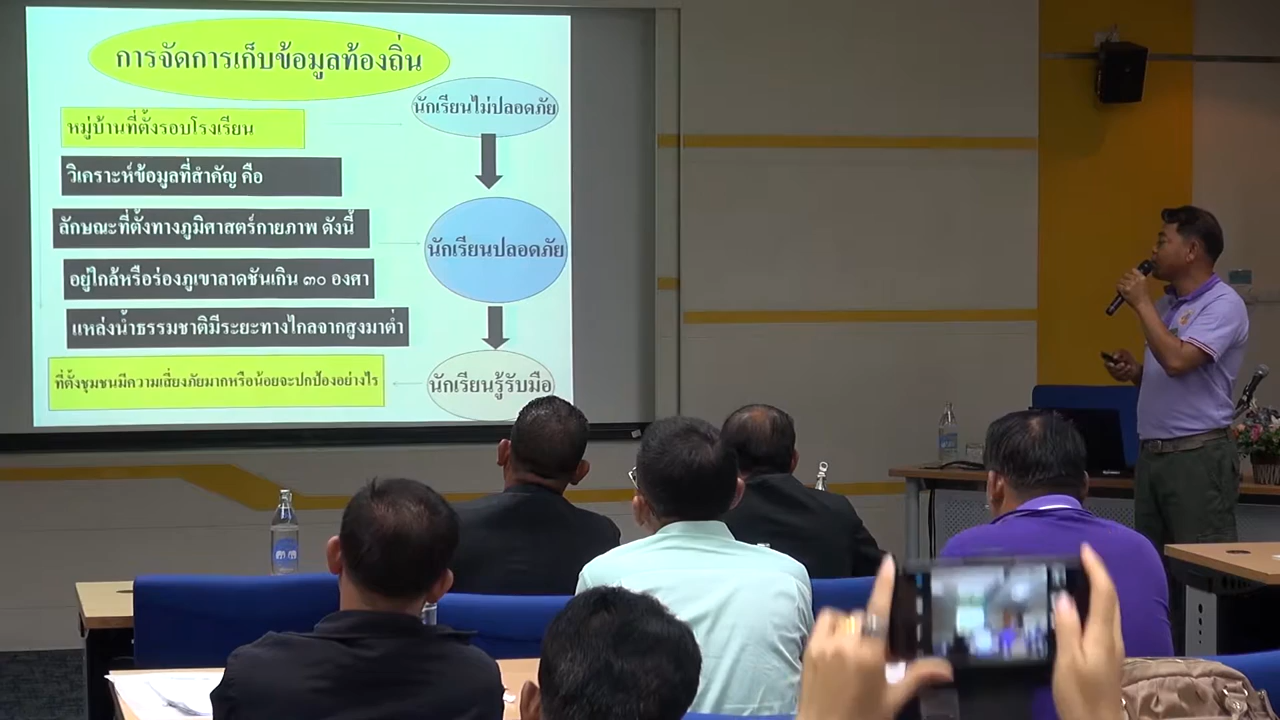 การจัดการเก็บข้อมูลท้องถิ่น
นักเรียนไม่ปลอดภัย
หมู่บ้านที่ตั้งรอบโรงเรียน
วิเคราะห์ข้อมูลที่สำคัญ คือ
ลักษณะที่ตั้งทางภูมิศาสตร์กายภาพ ดังนี้
นักเรียนปลอดภัย
อยู่ใกล้หรือร่องภูเขาลาดชันเกิน ๓๐ องศา
แหล่งน้ำธรรมชาติมีระยะทางไกลจากสูงมาต่ำ
ที่ตั้งชุมชนมีความเสี่ยงภัยมากหรือน้อยจะปกป้องอย่างไร
นักเรียนรู้รับมือ